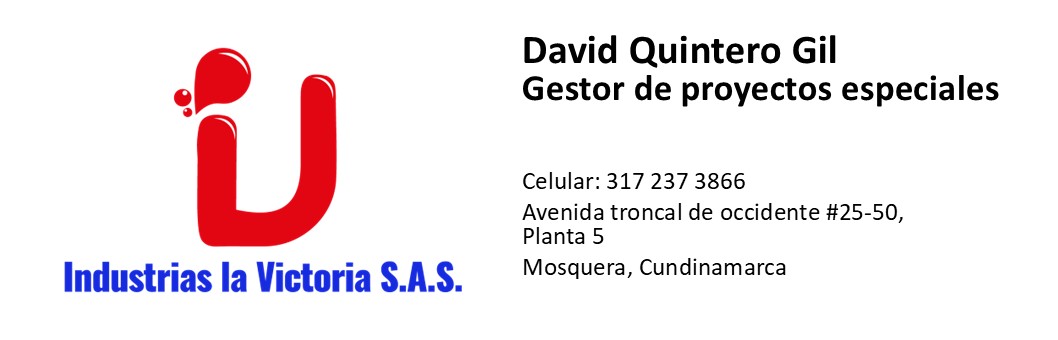 Industrias la Victoria S.A.S.
David Quintero Gil
Gestor de proyectos especiales
Celular: 317 237 3866
Avenida troncal de occidente #25-50,
Planta 5
Mosquera, Cundinamarca